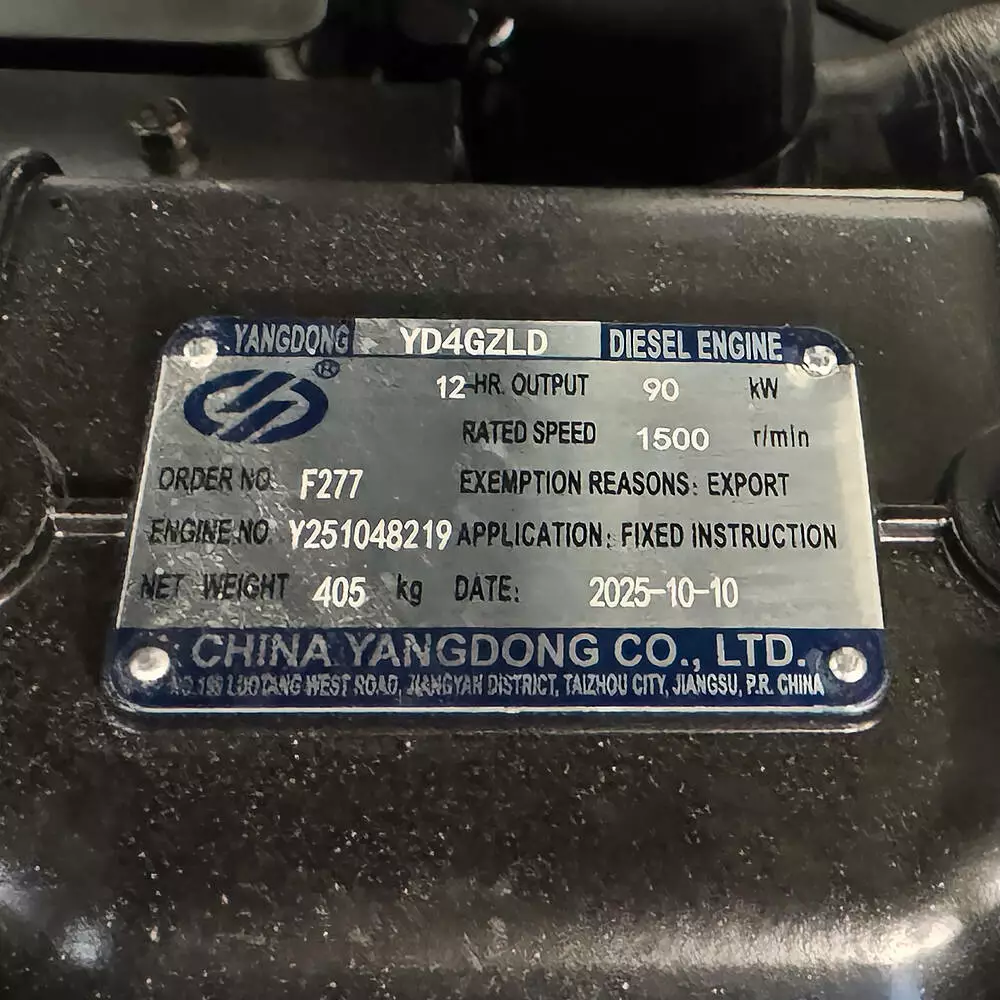 YANGDONG YD4GZLD DIESEL ENGINE
®
12-HR. OUTPUT 90 kW
RATED SPEED 1500 r/min
ORDER NO. F277 EXEMPTION REASONS: EXPORT
ENGINE.NO. Y251048219 APPLICATION: FIXED INSTRUCTION
NET WEIGHT 405 kg DATE: 2025-10-10
CHINA YANGDONG CO., LTD.
WEST ROAD, JIANGYAN DISTRICT, TAIZHOU CITY, JIANGSU, P.R. CHINA